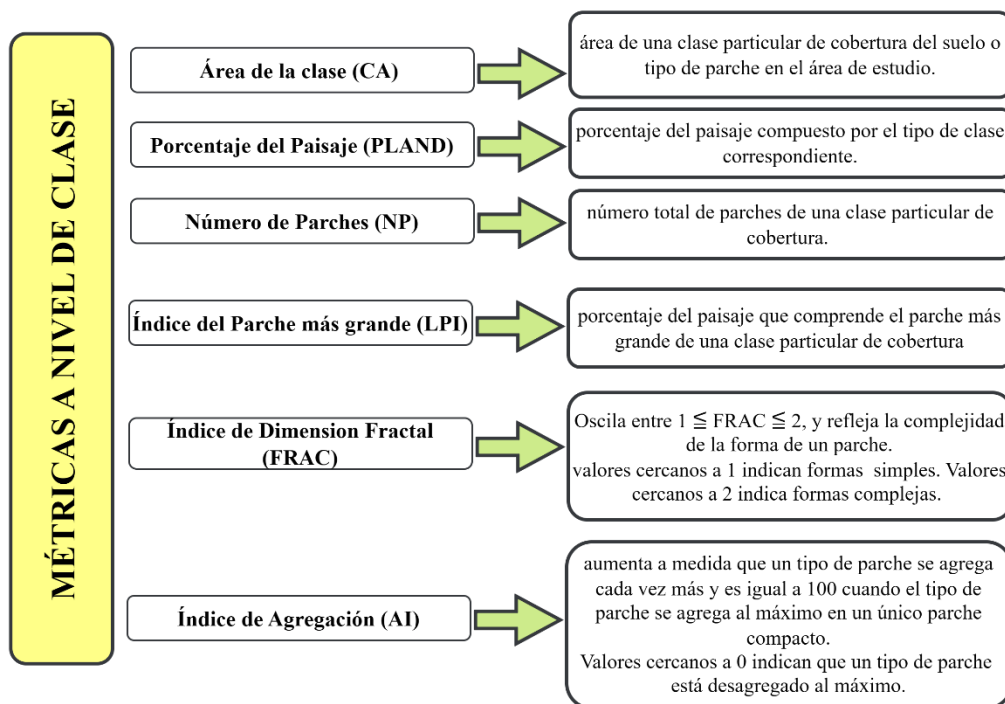 MÉTRICAS A NIVEL DE CLASE
Área de la clase (CA)
área de una clase particular de cobertura del suelo o
tipo de parche en el área de estudio.
Porcentaje del Paisaje (PLAND)
porcentaje del paisaje compuesto por el tipo de clase
correspondiente.
Número de Parches (NP)
número total de parches de una clase particular de
cobertura.
Índice del Parche más grande (LPI)
porcentaje del paisaje que comprende el parche más
grande de una clase particular de cobertura
Índice de Dimension Fractal
(FRAC)
Oscila entre 1 ≦ FRAC ≦ 2, y refleja la complejidad
de la forma de un parche.
valores cercanos a 1 indican formas simples. Valores
cercanos a 2 indica formas complejas.
Índice de Agregación (AI)
aumenta a medida que un tipo de parche se agrega
cada vez más y es igual a 100 cuando el tipo de
parche se agrega al máximo en un único parche
compacto.
Valores cercanos a 0 indican que un tipo de parche
está desagregado al máximo.